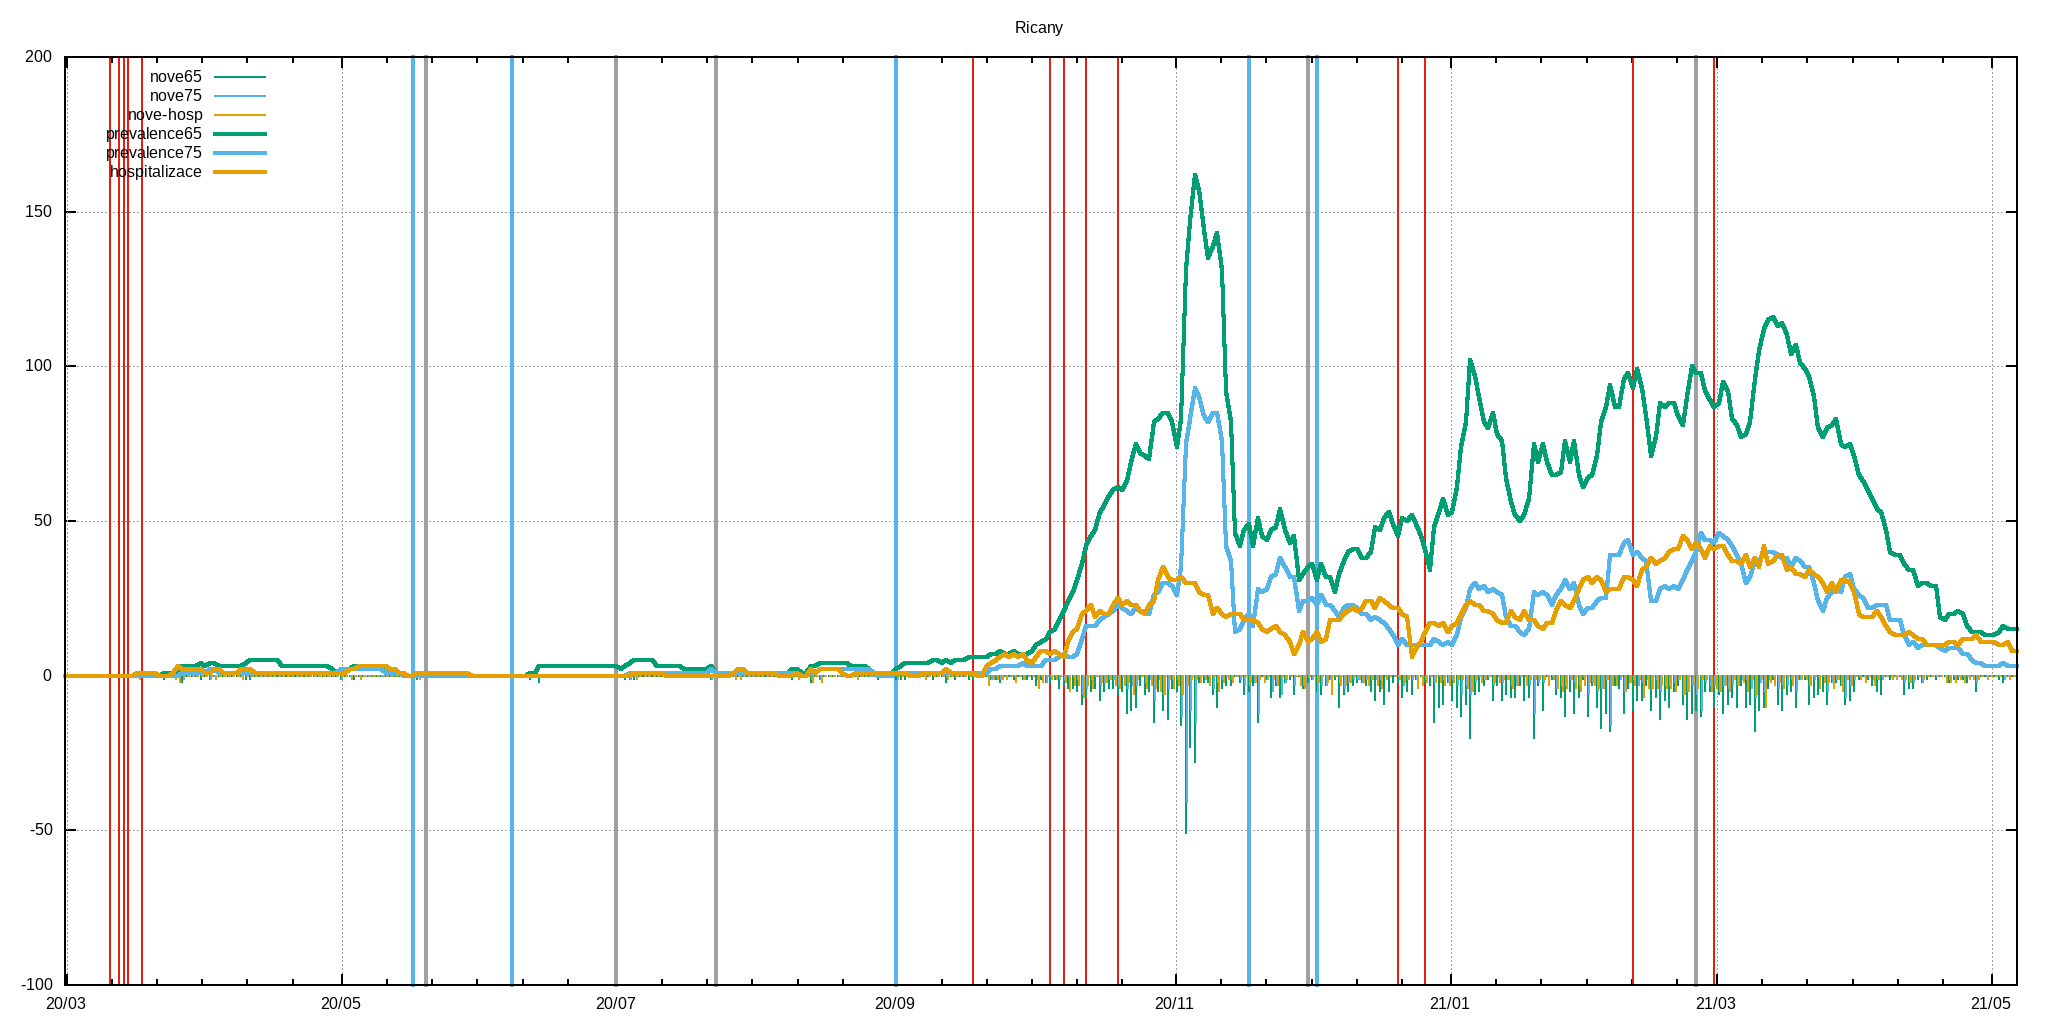 Ricany
200
nove65
nove75
nove-hosp
prevalence65
prevalence75
hospitalizace
150
100
50
0
-50
-100
20/03 20/05 20/07 20/09 20/11 21/01 21/03 21/05